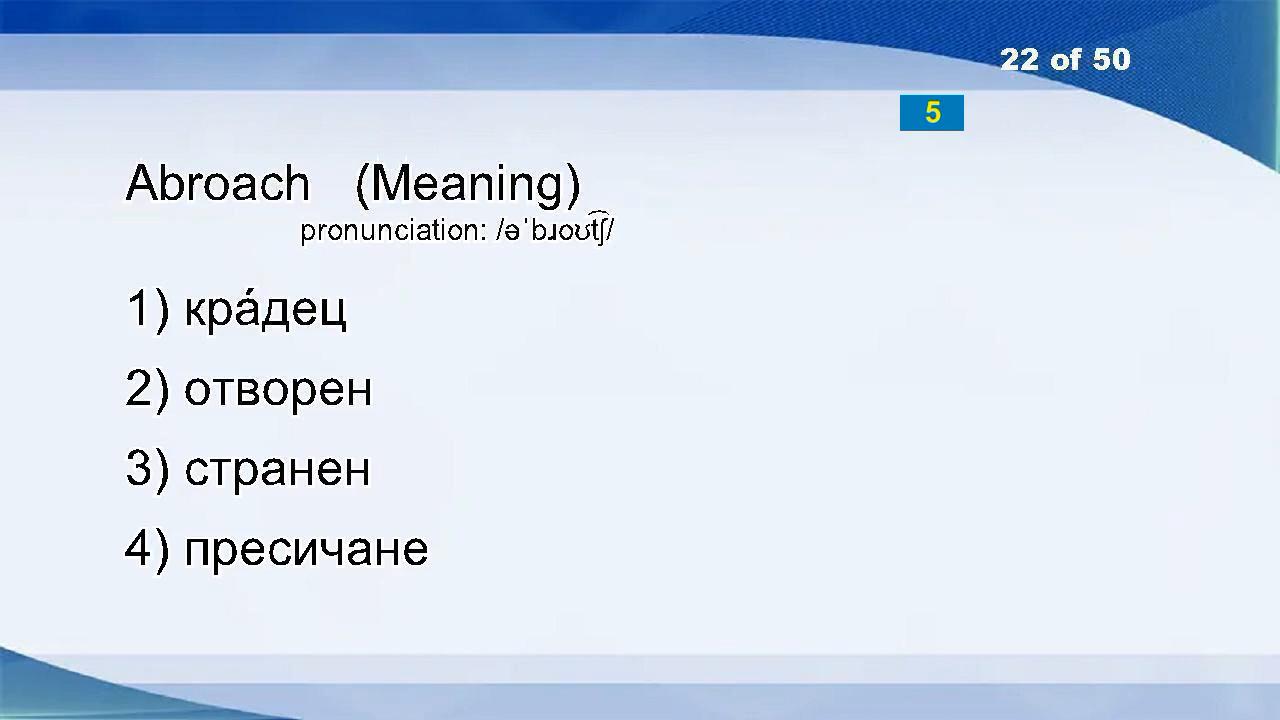 22 of 50
5
Abroach (Meaning)
pronunciation: /əˈbɹoʊt͡ʃ/
1) кра́дец
2) отворен
3) странен
4) пресичане